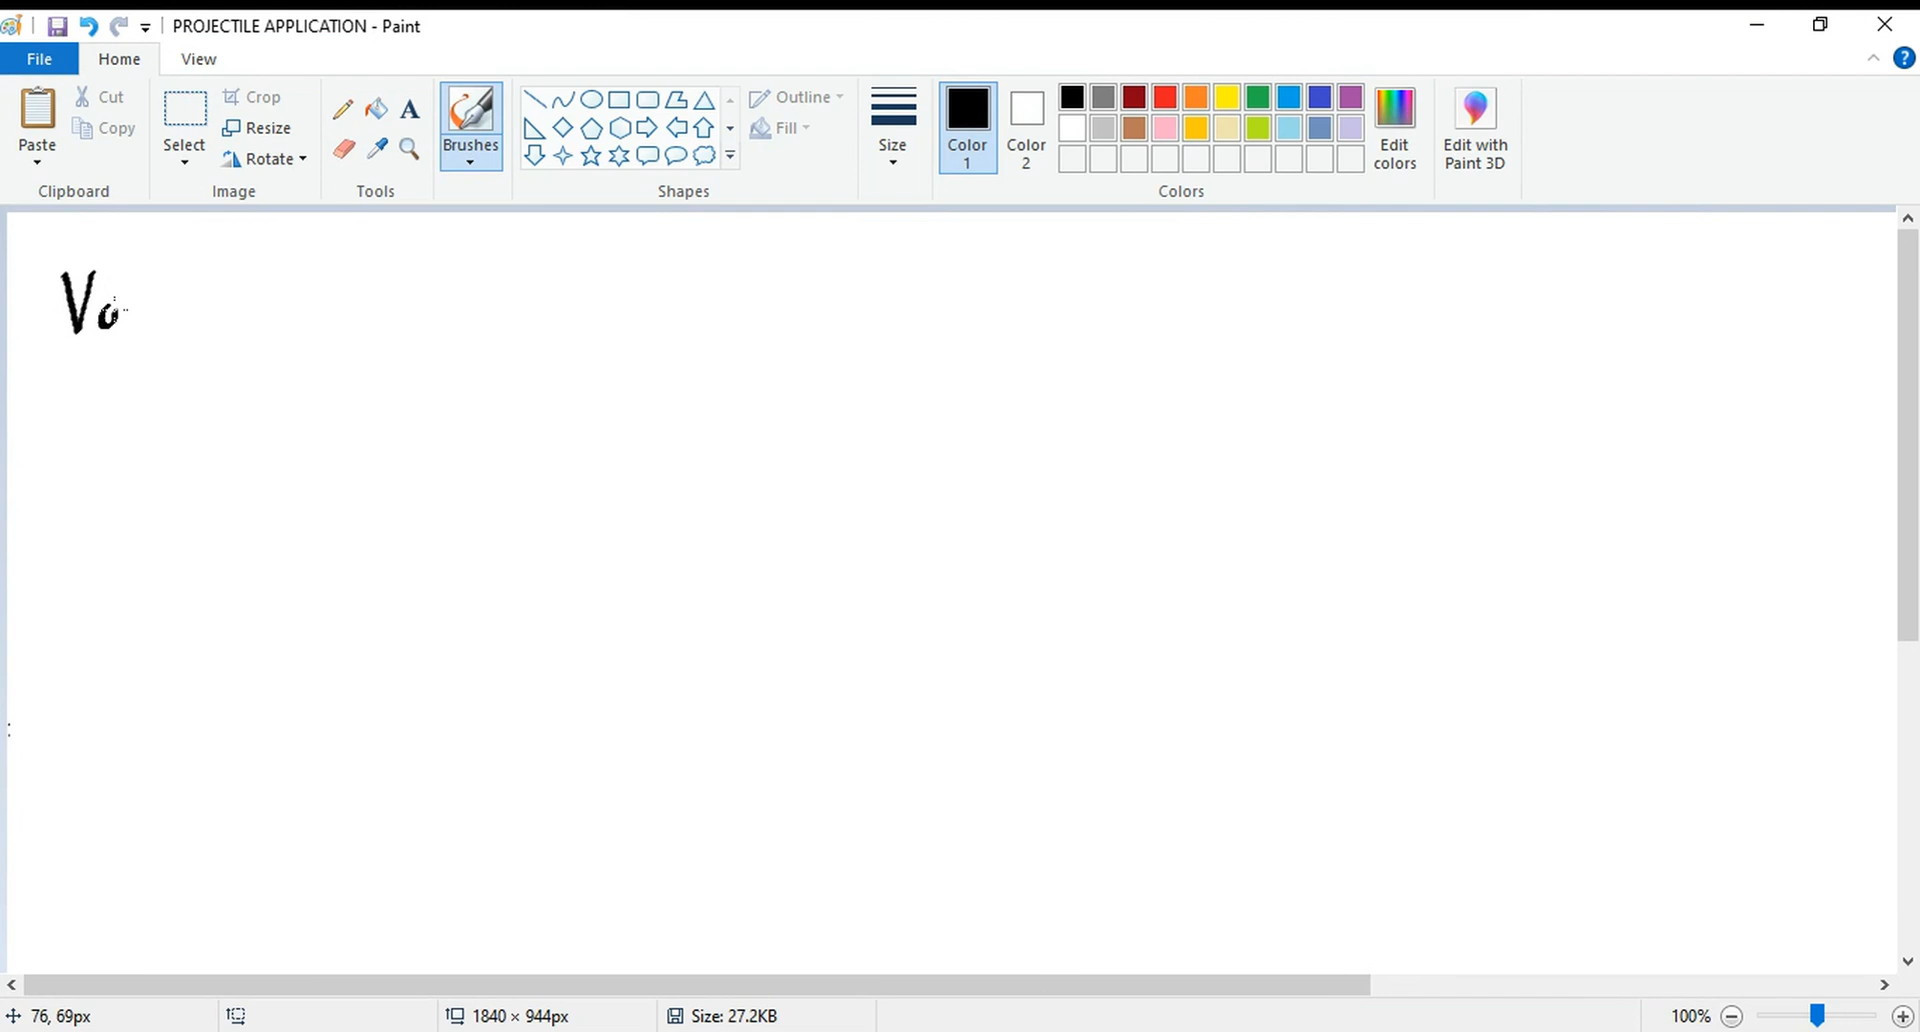 PROJECTILE APPLICATION - Paint
File Home View
Paste Cut Copy Clipboard
Select Crop Resize Rotate Image
Tools
Brushes
Shapes
Outline Fill
Size
Color 1 Color 2
Edit colors Colors
Edit with Paint 3D
Vo
76, 69px 1840 × 944px Size: 27.2KB 100%